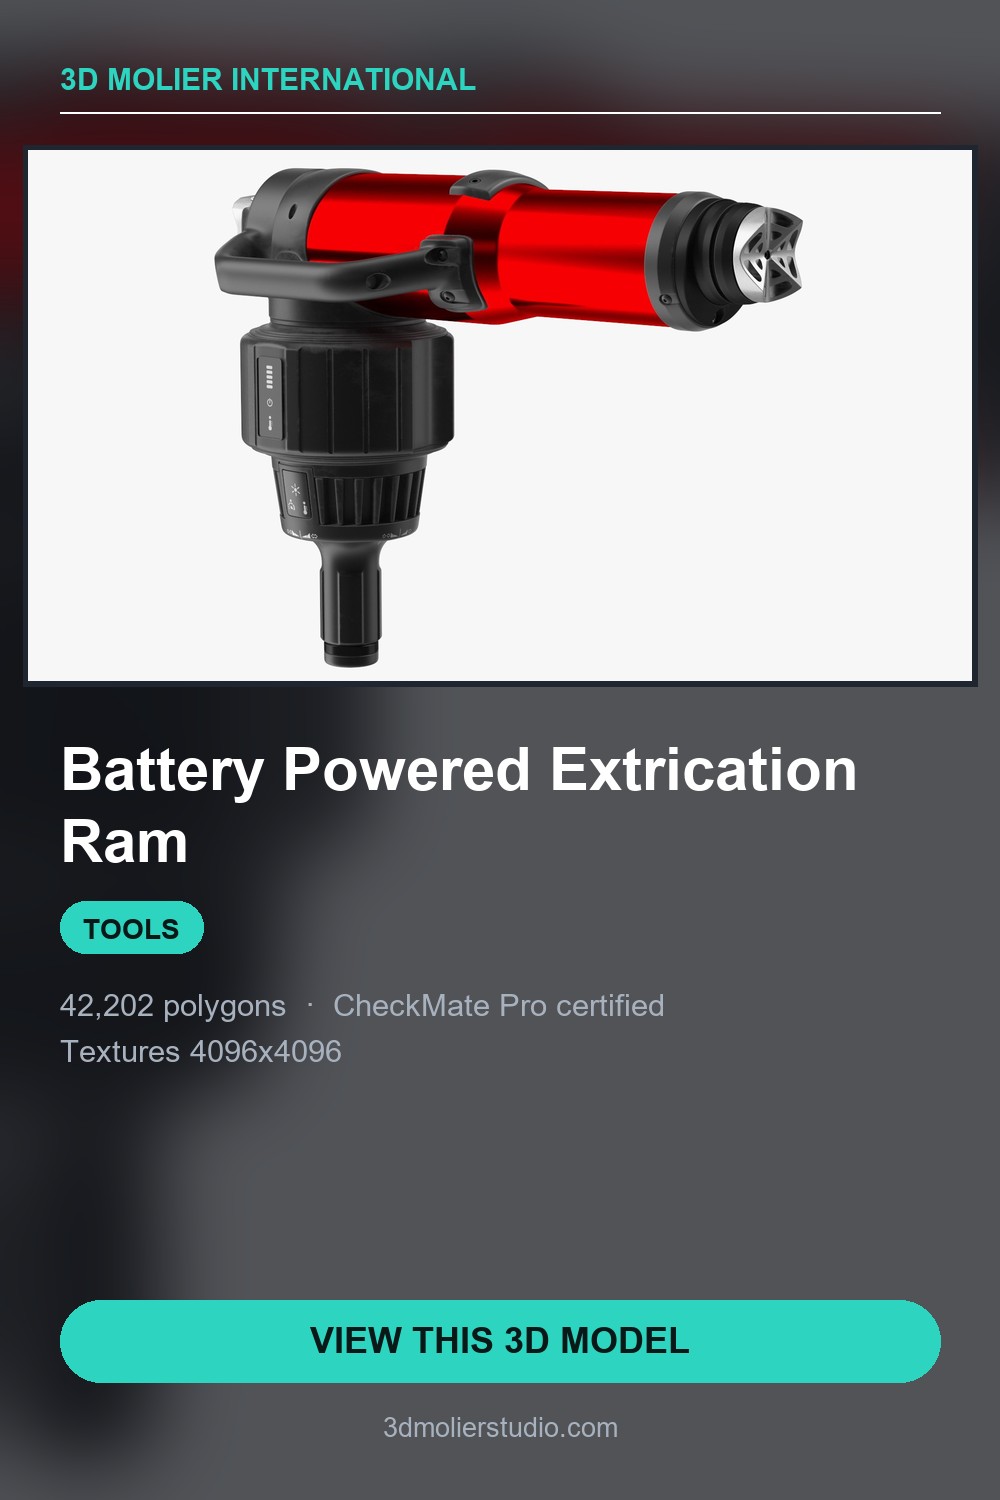 3D MOLIER INTERNATIONAL
Battery Powered Extrication
Ram
TOOLS
42,202 polygons · CheckMate Pro certified
Textures 4096x4096
VIEW THIS 3D MODEL
3dmolierstudio.com